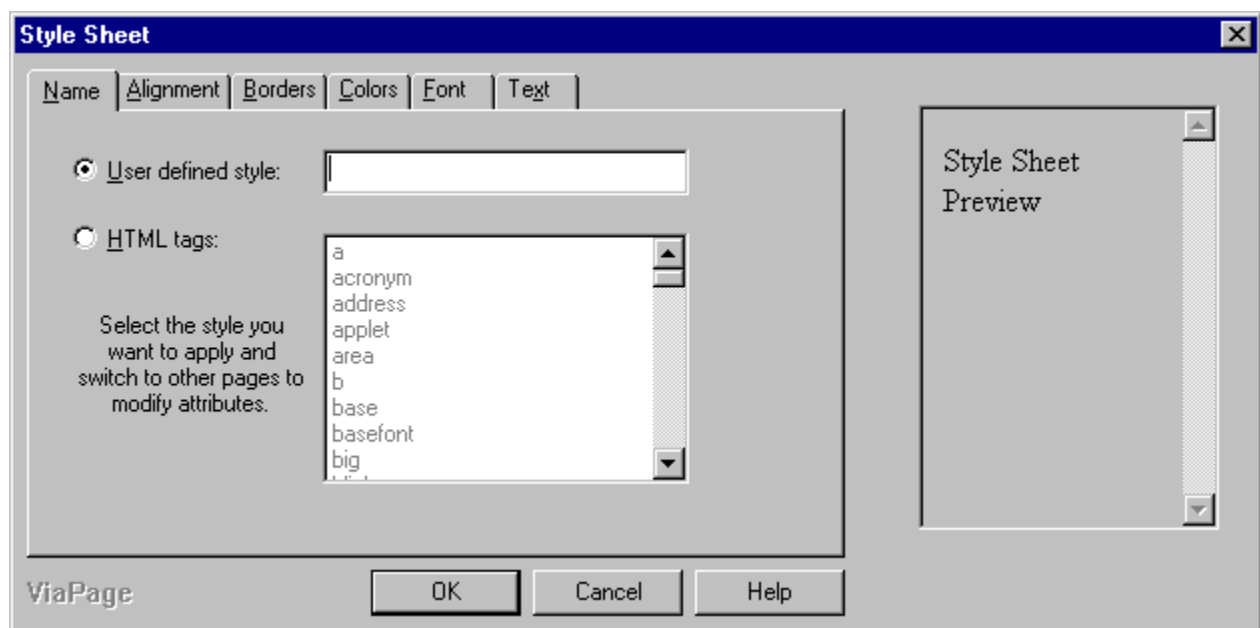 Style Sheet
Name Alignment Borders Colors Font Text
User defined style:
HTML tags:
a
acronym
address
applet
area
b
base
basefont
big
Select the style you
want to apply and
switch to other pages to
modify attributes.
Style Sheet
Preview
ViaPage
OK Cancel Help